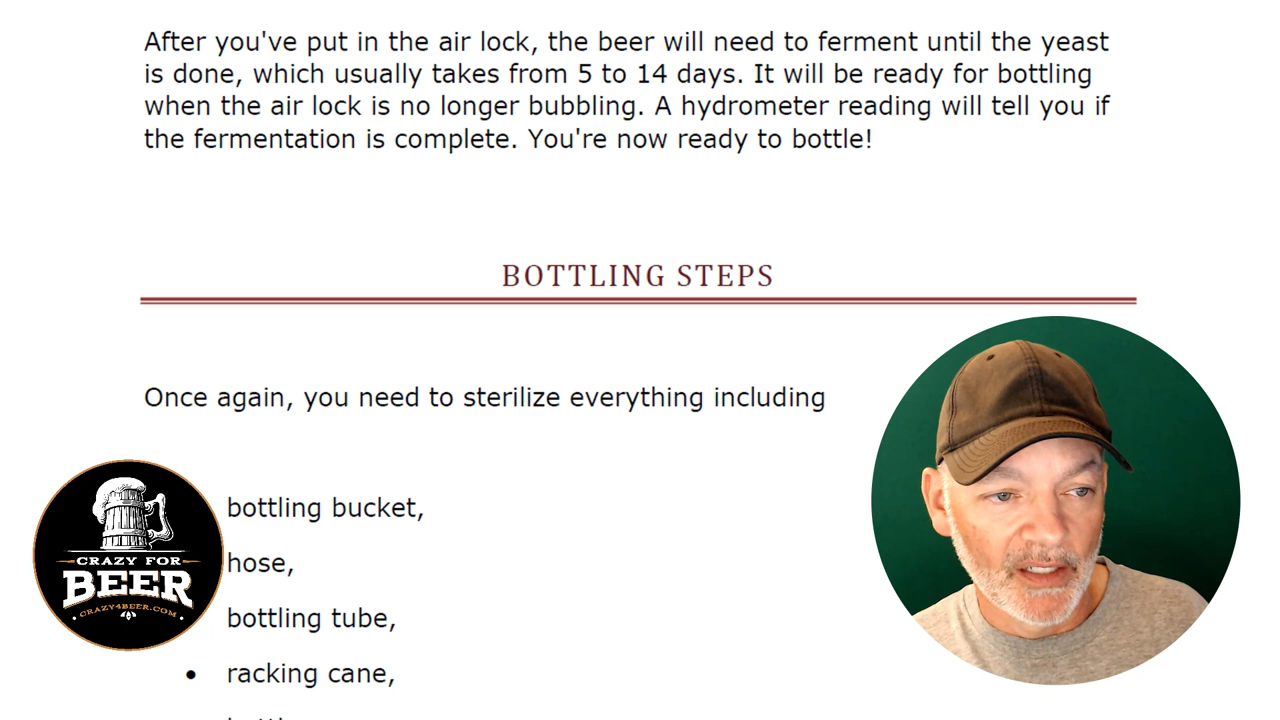 After you've put in the air lock, the beer will need to ferment until the yeast
is done, which usually takes from 5 to 14 days. It will be ready for bottling
when the air lock is no longer bubbling. A hydrometer reading will tell you if
the fermentation is complete. You're now ready to bottle!
BOTTLING STEPS
Once again, you need to sterilize everything including
bottling bucket,
hose,
bottling tube,
• racking cane,
CRAZY FOR
BEER
CRAZY4BEER.COM